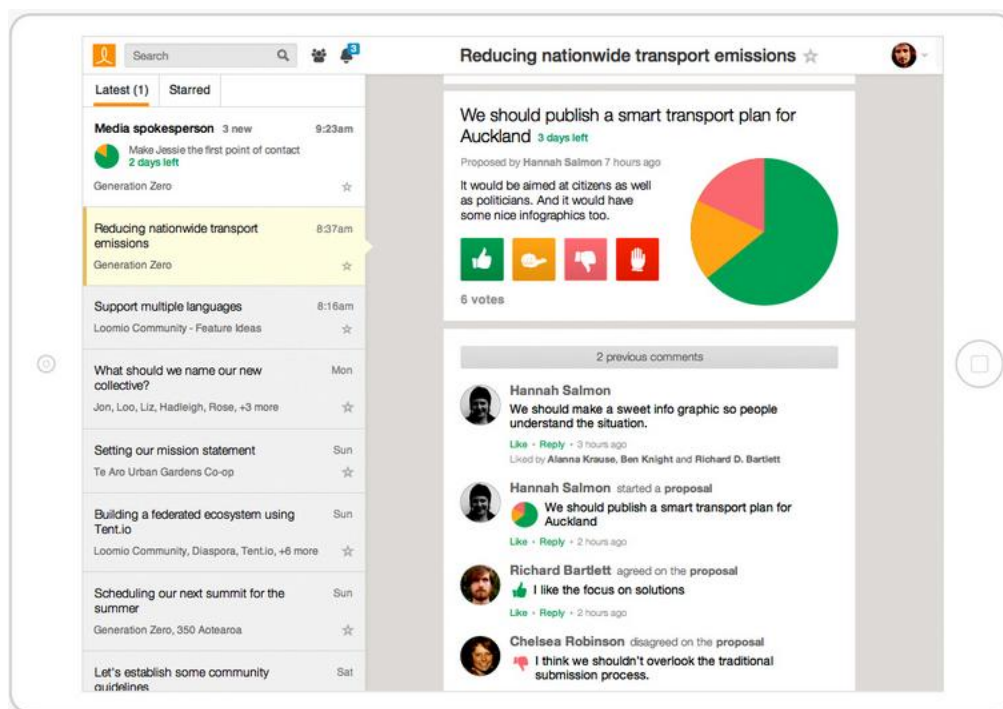 Search
3
Reducing nationwide transport emissions
Latest (1)
Starred
Media spokesperson 3 new 9:23am
Make Jessie the first point of contact
2 days left
Generation Zero
Reducing nationwide transport 8:37am
emissions
Generation Zero
Support multiple languages 8:16am
Loomio Community - Feature Ideas
What should we name our new Mon
collective?
Jon, Loo, Liz, Hadleigh, Rose, +3 more
Setting our mission statement Sun
Te Aro Urban Gardens Co-op
Building a federated ecosystem using Sun
Tent.io
Loomio Community, Diaspora, Tent.io, +6 more
Scheduling our next summit for the Sun
summer
Generation Zero, 350 Aotearoa
Let's establish some community Sat
guidelines
We should publish a smart transport plan for
Auckland 3 days left
Proposed by Hannah Salmon 7 hours ago
It would be aimed at citizens as well
as politicians. And it would have
some nice infographics too.
6 votes
2 previous comments
Hannah Salmon
We should make a sweet info graphic so people
understand the situation.
Like • Reply • 3 hours ago
Liked by Alanna Krause, Ben Knight and Richard D. Bartlett
Hannah Salmon started a proposal
We should publish a smart transport plan for
Auckland
Like • Reply • 2 hours ago
Richard Bartlett agreed on the proposal
I like the focus on solutions
Like • Reply • 2 hours ago
Chelsea Robinson disagreed on the proposal
I think we shouldn't overlook the traditional
submission process.